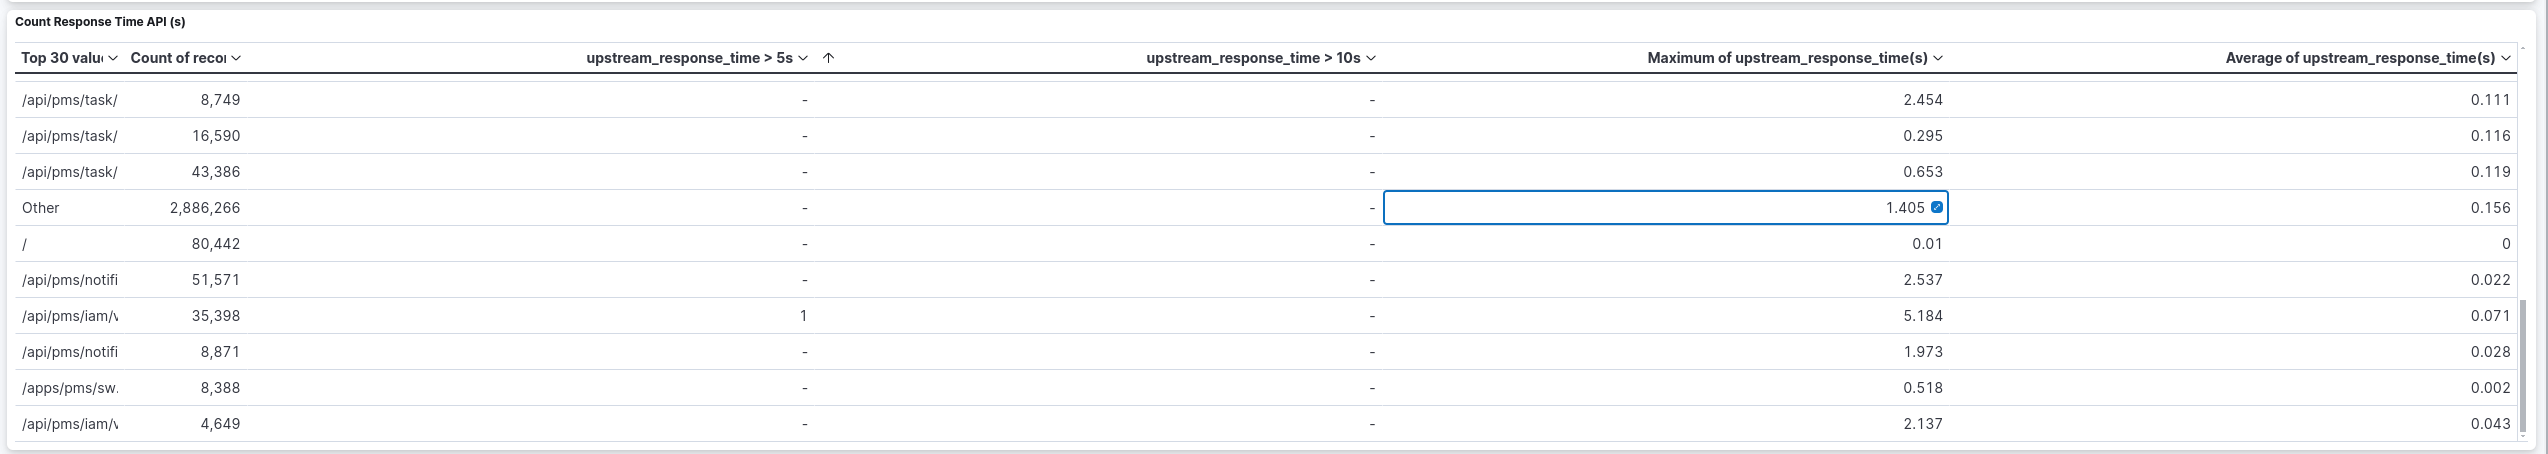 Count Response Time API (s)
Top 30 valu Count of recor upstream_response_time > 5s upstream_response_time > 10s Maximum of upstream_response_time(s) Average of upstream_response_time(s)
/api/pms/task/ 8,749 - - 2.454 0.111
/api/pms/task/ 16,590 - - 0.295 0.116
/api/pms/task/ 43,386 - - 0.653 0.119
Other 2,886,266 - - 1.405 0.156
/ 80,442 - - 0.01 0
/api/pms/notifi 51,571 - - 2.537 0.022
/api/pms/iam/v 35,398 1 - 5.184 0.071
/api/pms/notifi 8,871 - - 1.973 0.028
/apps/pms/sw. 8,388 - - 0.518 0.002
/api/pms/iam/v 4,649 - - 2.137 0.043